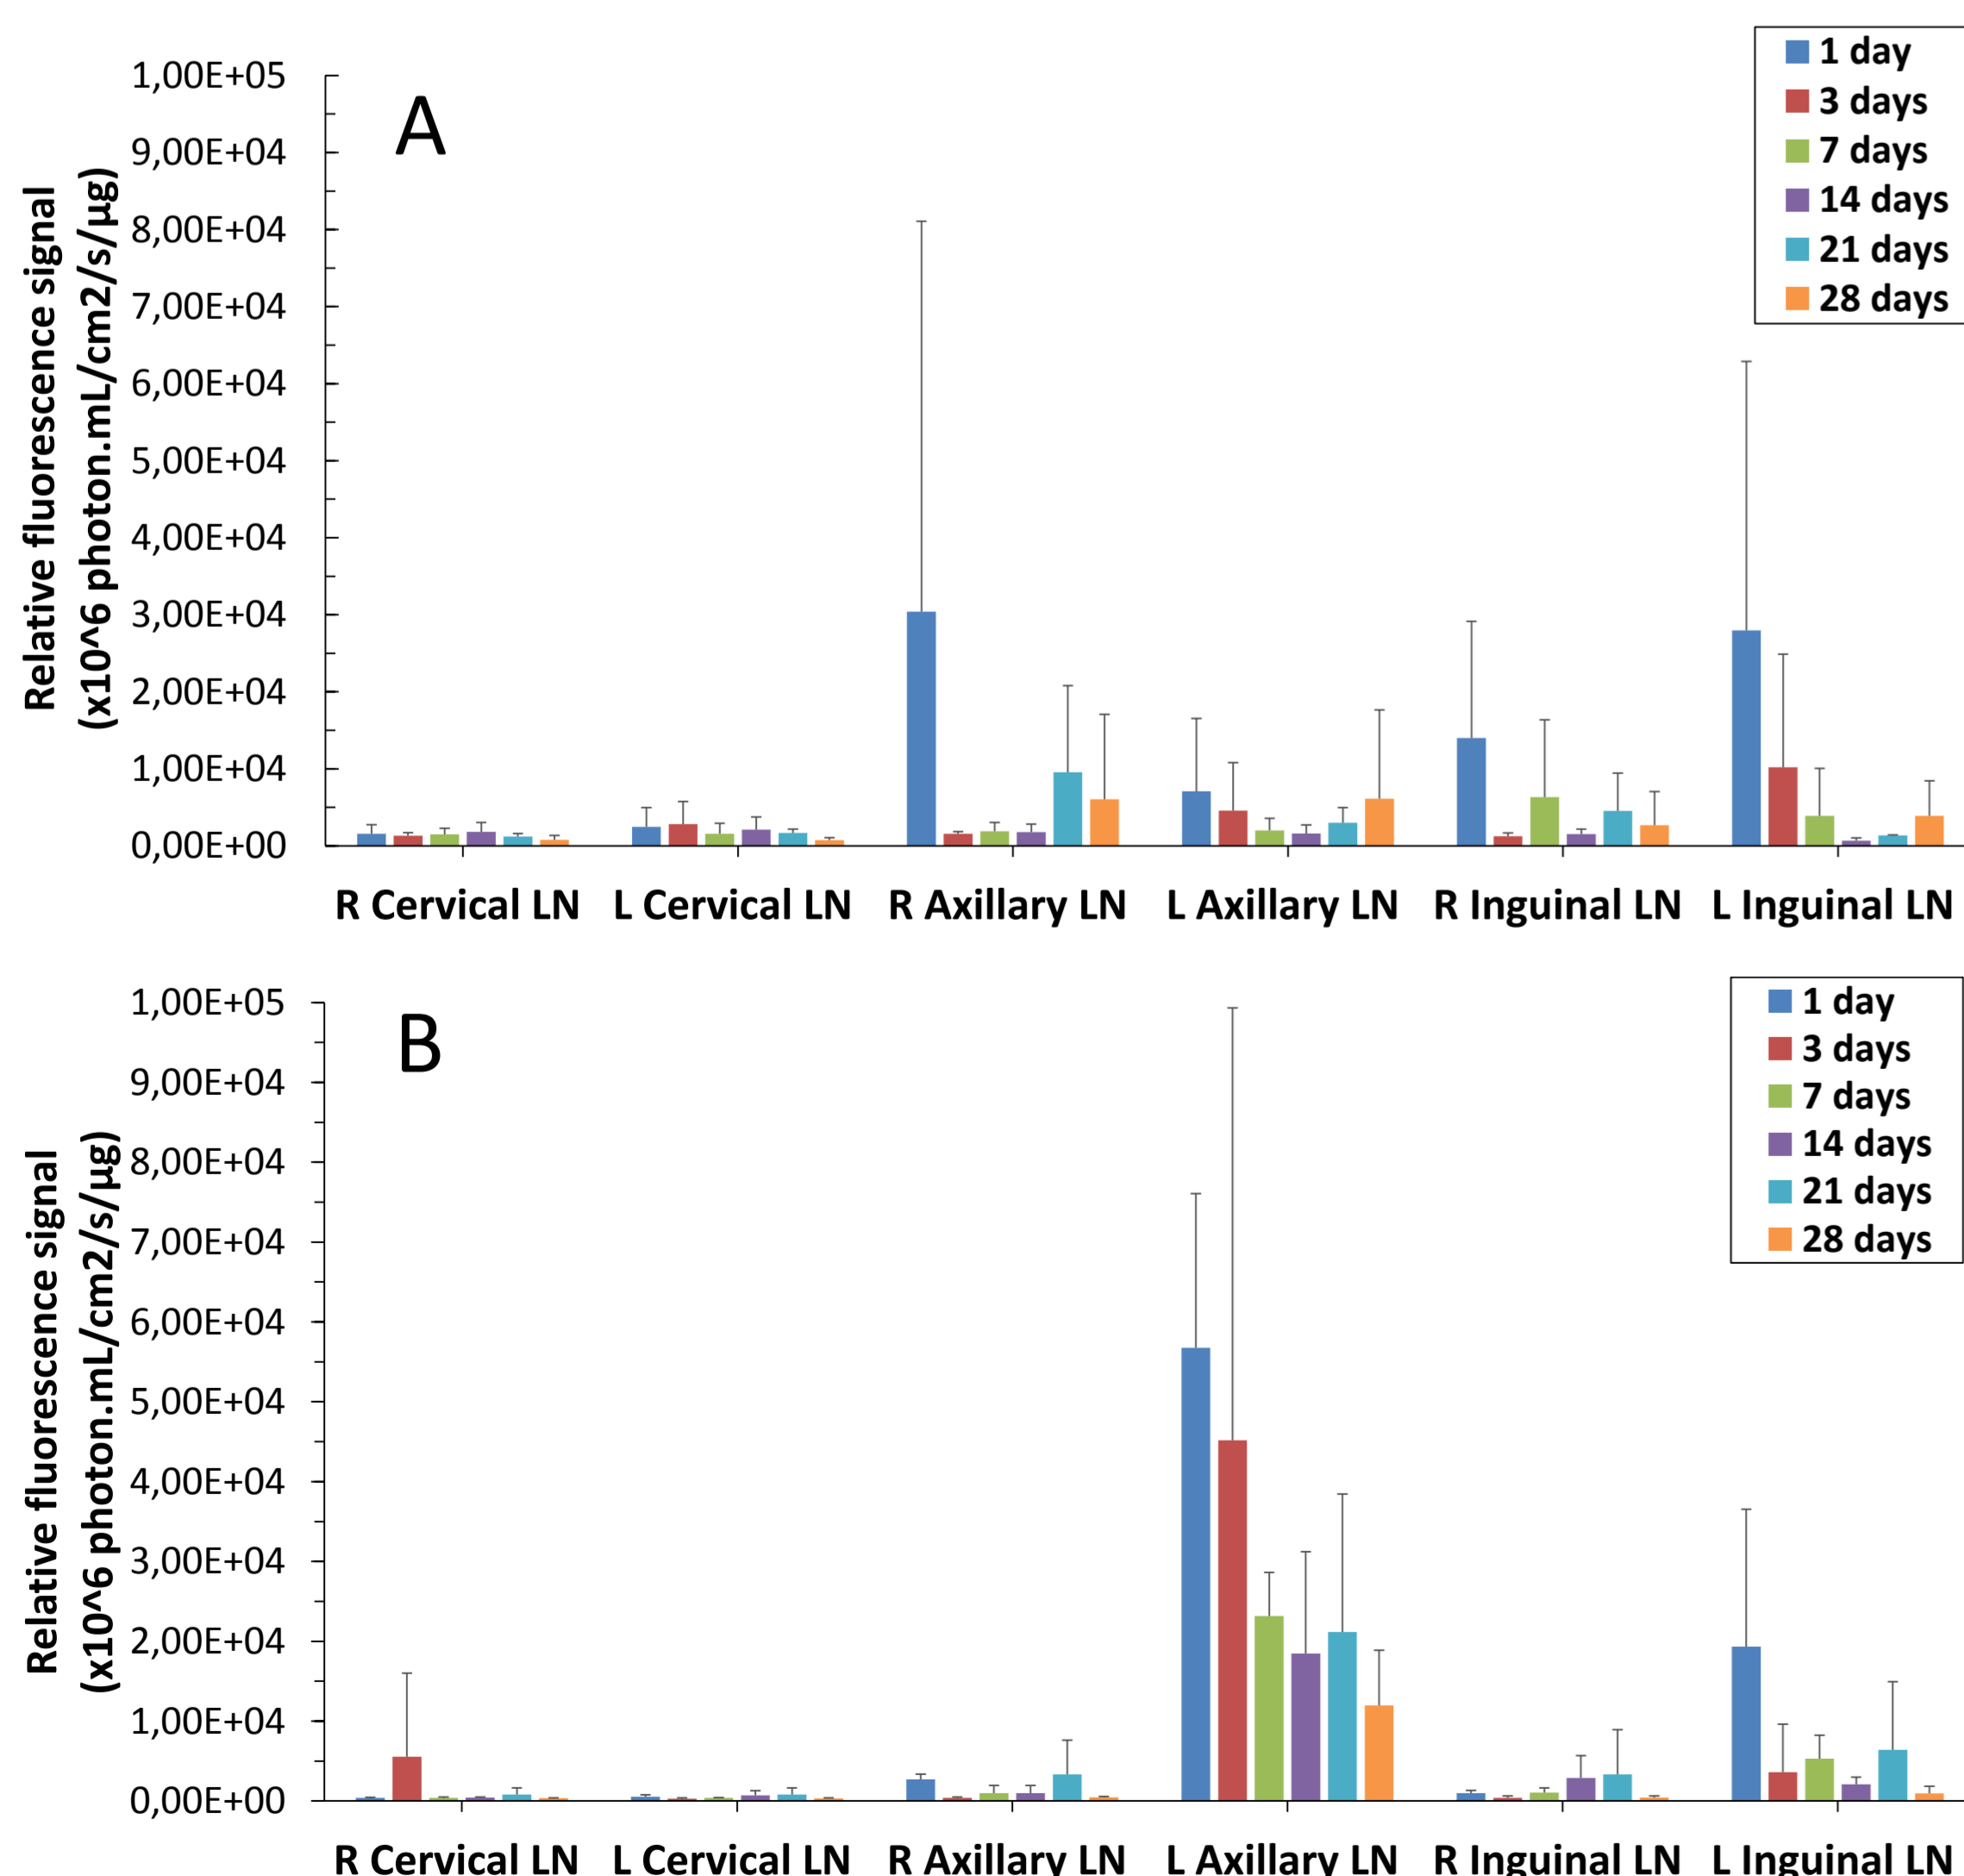 A
1 day
3 days
7 days
14 days
21 days
28 days
Relative fluorescence signal
(x10^6 photon.mL/cm2/s/µg)
1,00E+05
9,00E+04
8,00E+04
7,00E+04
6,00E+04
5,00E+04
4,00E+04
3,00E+04
2,00E+04
1,00E+04
0,00E+00
R Cervical LN L Cervical LN R Axillary LN L Axillary LN R Inguinal LN L Inguinal LN
B
1 day
3 days
7 days
14 days
21 days
28 days
Relative fluorescence signal
(x10^6 photon.mL/cm2/s/µg)
1,00E+05
9,00E+04
8,00E+04
7,00E+04
6,00E+04
5,00E+04
4,00E+04
3,00E+04
2,00E+04
1,00E+04
0,00E+00
R Cervical LN L Cervical LN R Axillary LN L Axillary LN R Inguinal LN L Inguinal LN